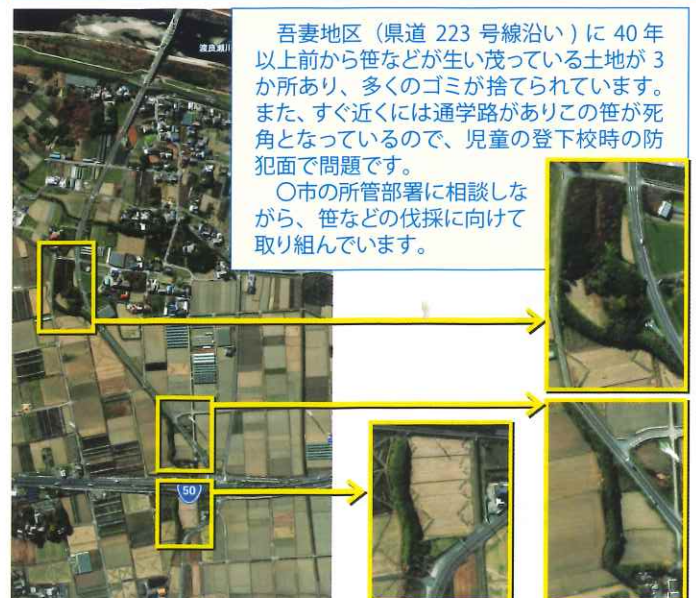 渡良瀬川
吾妻地区（県道 223 号線沿い ) に 40 年
以上前から笹などが生い茂っている土地が 3
か所あり、多くのゴミが捨てられています。
また、すぐ近くには通学路がありこの笹が死
角となっているので、児童の登下校時の防
犯面で問題です。
〇市の所管部署に相談しな
がら、笹などの伐採に向けて
取り組んでいます。
50